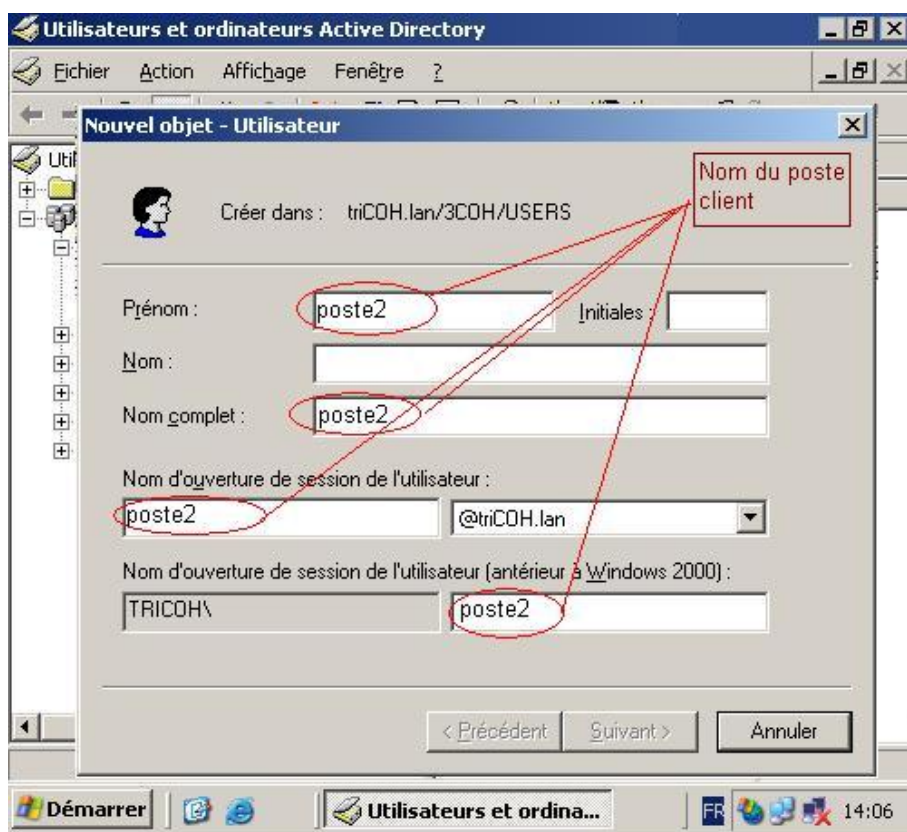 Utilisateurs et ordinateurs Active Directory
Fichier Action Affichage Fenêtre ?
Nouvel objet - Utilisateur
Util
Nom du poste
client
Créer dans : triCOH.lan/3COH/USERS
Prénom : poste2 Initiales :
Nom :
Nom complet : poste2
Nom d'ouverture de session de l'utilisateur :
poste2 @triCOH.lan
Nom d'ouverture de session de l'utilisateur (antérieur à Windows 2000) :
TRICOH\ poste2
< Précédent Suivant > Annuler
Démarrer Utilisateurs et ordina... FR 14:06